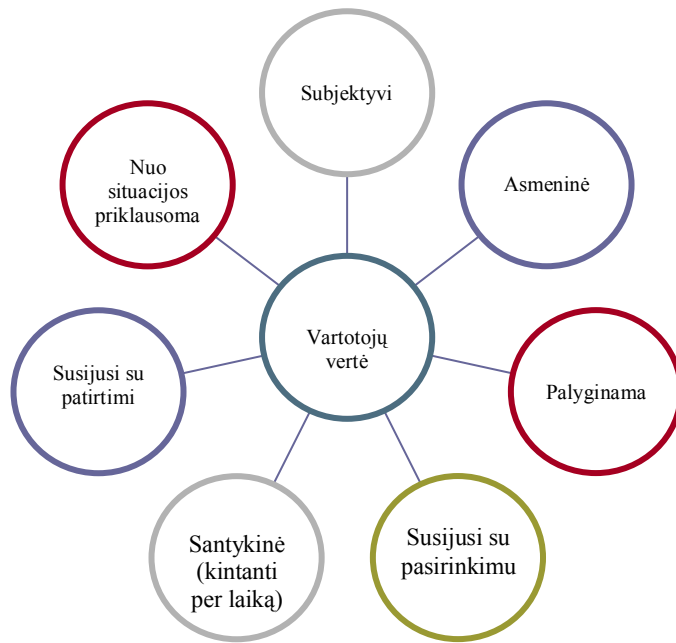 Subjektyvi
Asmeninė
Palyginama
Susijusi su
pasirinkimu
Santykinė
(kintanti
per laiką)
Susijusi su
patirtimi
Nuo
situacijos
priklausoma
Vartotojų
vertė